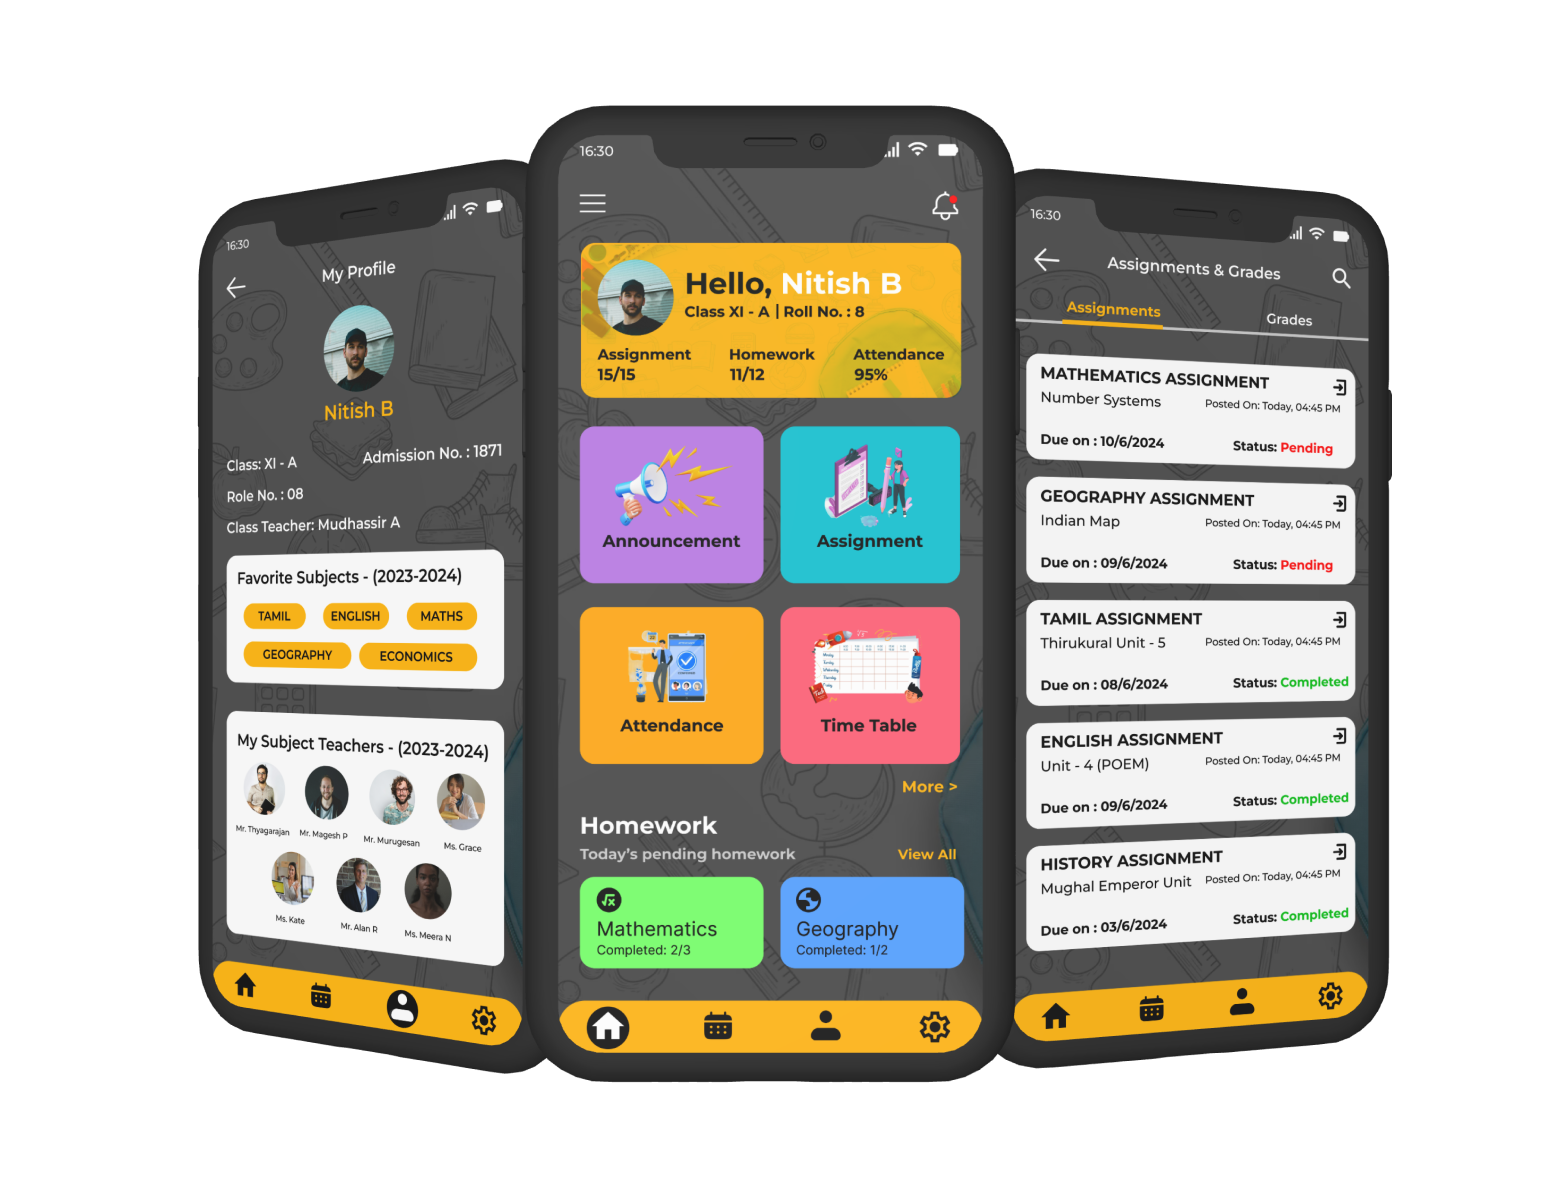 16:30
My Profile
Nitish B
Class: XI - A
Admission No. : 1871
Role No. : 08
Class Teacher: Mudhassir A
Favorite Subjects - (2023-2024)
TAMIL ENGLISH MATHS
GEOGRAPHY ECONOMICS
My Subject Teachers - (2023-2024)
Mr. Thyagarajan Mr. Magesh P Mr. Murugesan Ms. Grace
Ms. Kate Mr. Alan R Ms. Meera N
16:30
Hello, Nitish B
Class XI - A | Roll No. : 8
Assignment Homework Attendance
15/15 11/12 95%
Announcement Assignment
Attendance Time Table
More >
Homework
Today's pending homework View All
Mathematics Geography
Completed: 2/3 Completed: 1/2
16:30
Assignments & Grades
Assignments Grades
MATHEMATICS ASSIGNMENT
Number Systems Posted On: Today, 04:45 PM
Due on : 10/6/2024 Status: Pending
GEOGRAPHY ASSIGNMENT
Indian Map Posted On: Today, 04:45 PM
Due on : 09/6/2024 Status: Pending
TAMIL ASSIGNMENT
Thirukural Unit - 5 Posted On: Today, 04:45 PM
Due on : 08/6/2024 Status: Completed
ENGLISH ASSIGNMENT
Unit - 4 (POEM) Posted On: Today, 04:45 PM
Due on : 09/6/2024 Status: Completed
HISTORY ASSIGNMENT
Mughal Emperor Unit Posted On: Today, 04:45 PM
Due on : 03/6/2024 Status: Completed